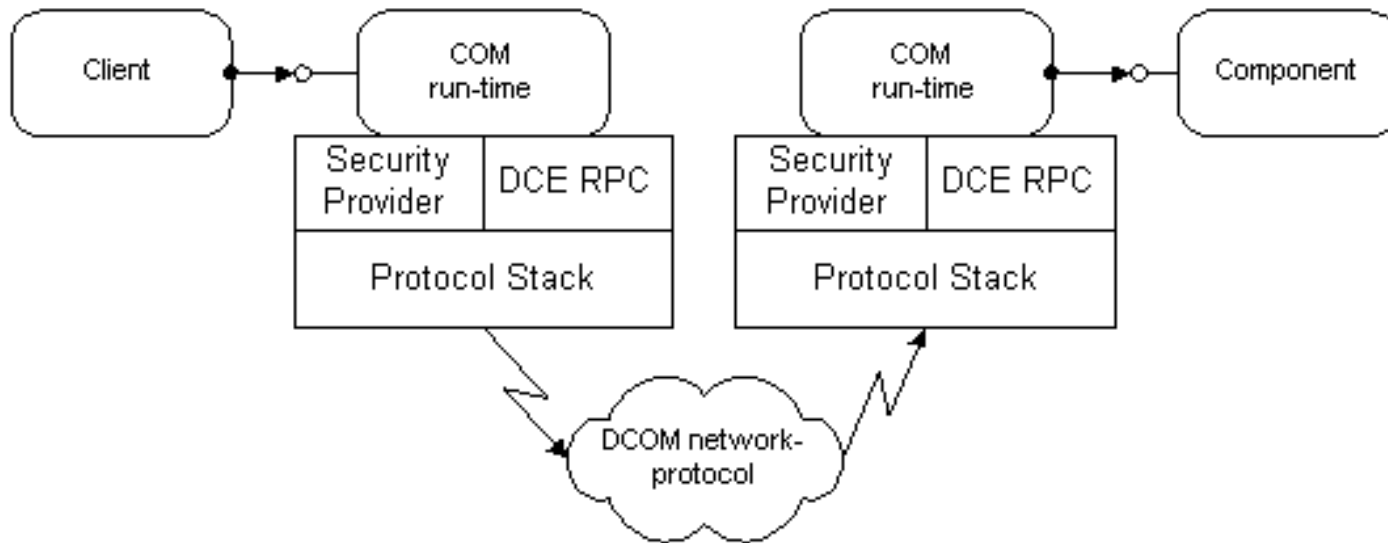 Client
COM
run-time
COM
run-time
Component
Security
Provider
DCE RPC
Security
Provider
DCE RPC
Protocol Stack
Protocol Stack
DCOM network-
protocol